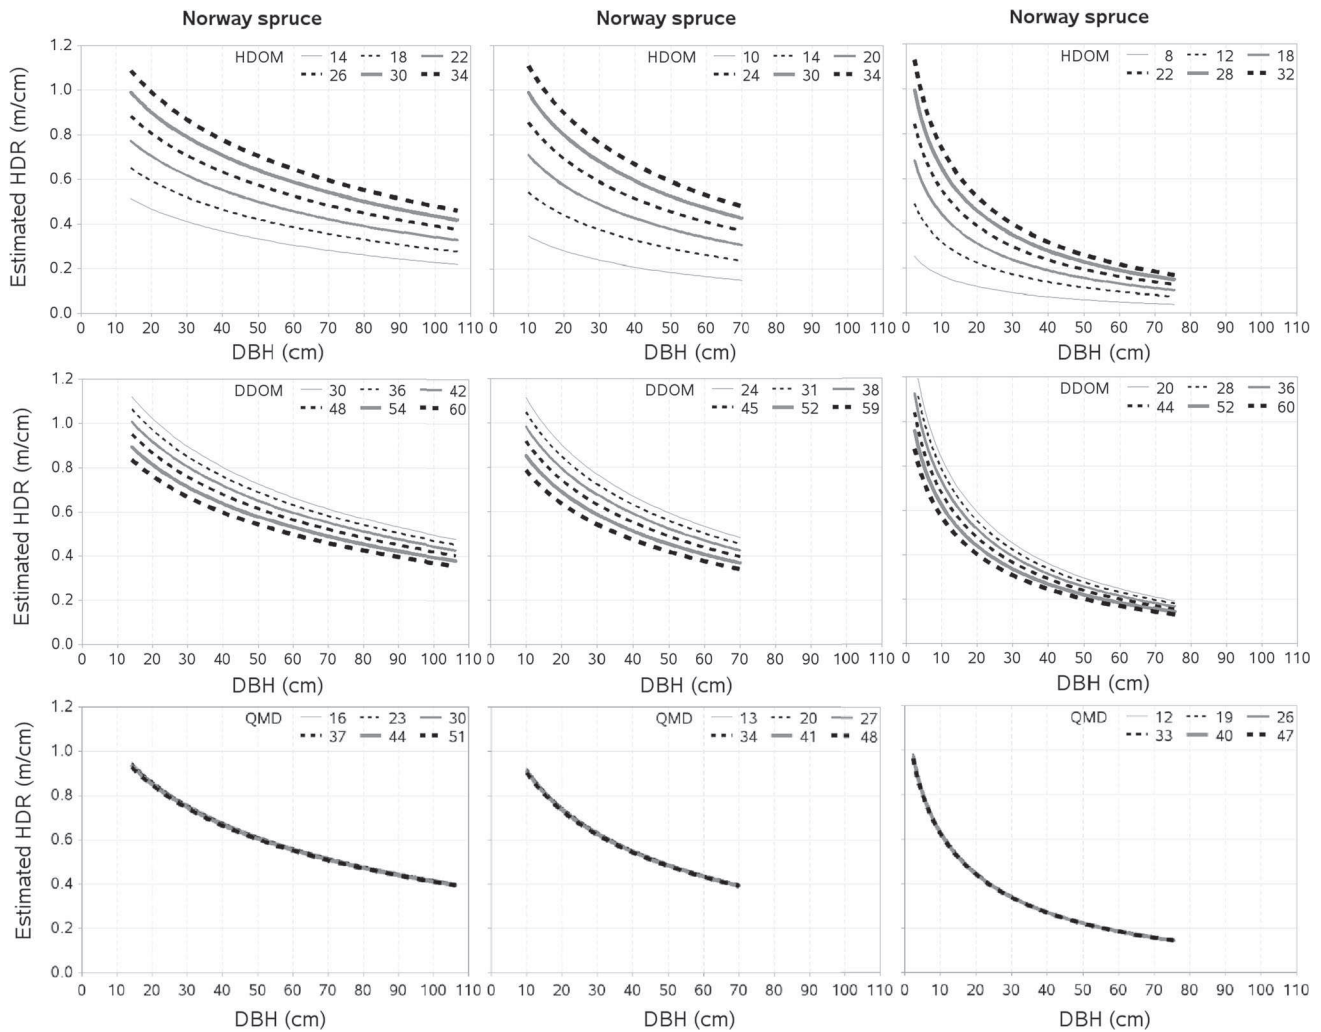 Norway spruce Norway spruce Norway spruce
1.2 HDOM 14 18 22 HDOM 10 14 20 HDOM 8 12 18
26 30 34 24 30 34 22 28 32
1.0
0.8
0.6
0.4
0.2
0.0
Estimated HDR (m/cm)
0 10 20 30 40 50 60 70 80 90 100 110 0 10 20 30 40 50 60 70 80 90 100 110 0 10 20 30 40 50 60 70 80 90 100 110
DBH (cm) DBH (cm) DBH (cm)
1.2 DDOM 30 36 42 DDOM 24 31 38 DDOM 20 28 36
48 54 60 45 52 59 44 52 60
1.0
0.8
0.6
0.4
0.2
0.0
Estimated HDR (m/cm)
0 10 20 30 40 50 60 70 80 90 100 110 0 10 20 30 40 50 60 70 80 90 100 110 0 10 20 30 40 50 60 70 80 90 100 110
DBH (cm) DBH (cm) DBH (cm)
1.2 QMD 16 23 30 QMD 13 20 27 QMD 12 19 26
37 44 51 34 41 48 33 40 47
1.0
0.8
0.6
0.4
0.2
0.0
Estimated HDR (m/cm)
0 10 20 30 40 50 60 70 80 90 100 110 0 10 20 30 40 50 60 70 80 90 100 110 0 10 20 30 40 50 60 70 80 90 100 110
DBH (cm) DBH (cm) DBH (cm)